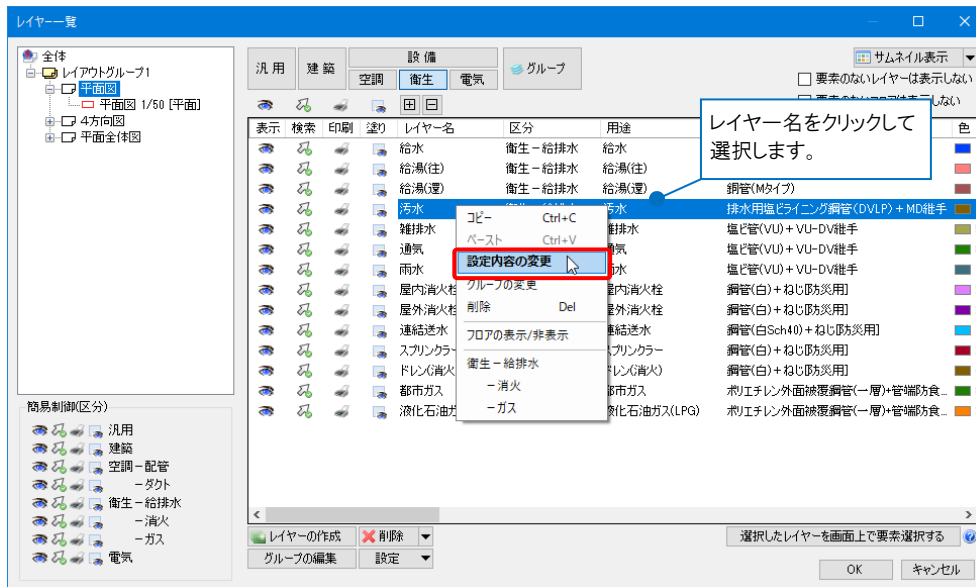 レイヤー一覧
全体
レイアウトグループ1
平面図
平面図 1/50 [平面]
4方向図
平面全体図
汎用
建築
設備
空調
衛生
電気
グループ
サムネイル表示
要素のないレイヤーは表示しない
レイヤー名をクリックして
選択します。
表示 検索 印刷 塗り レイヤー名 区分 用途 色
給水 衛生－給排水 給水
給湯(往) 衛生－給排水 給湯(往)
給湯(還) 衛生－給排水 給湯(還) 銅管(Mタイプ)
汚水 汚水 排水用塩ビライニング鋼管(DVLP)＋MD継手
雑排水 雑排水 塩ビ管(VU)＋VU-DV継手
通気 通気 塩ビ管(VU)＋VU-DV継手
雨水 雨水 塩ビ管(VU)＋VU-DV継手
屋内消火栓 屋内消火栓 鋼管(白)＋ねじ[防災用]
屋外消火栓 屋外消火栓 鋼管(白)＋ねじ[防災用]
連結送水 連結送水 鋼管(白Sch40)＋ねじ[防災用]
スプリンクラー スプリンクラー 鋼管(白)＋ねじ[防災用]
ドレン(消火) ドレン(消火) 鋼管(白)＋ねじ[防災用]
都市ガス 都市ガス ポリエチレン外面被覆鋼管(一層)+管端防食...
液化石油ガ 液化石油ガス(LPG) ポリエチレン外面被覆鋼管(一層)+管端防食...
コピー Ctrl+C
ペースト Ctrl+V
設定内容の変更
グループの変更
削除 Del
フロアの表示/非表示
衛生－給排水
－消火
－ガス
簡易制御(区分)
汎用
建築
空調－配管
－ダクト
衛生－給排水
－消火
－ガス
電気
レイヤーの作成
削除
選択したレイヤーを画面上で要素選択する
グループの編集
設定
OK
キャンセル